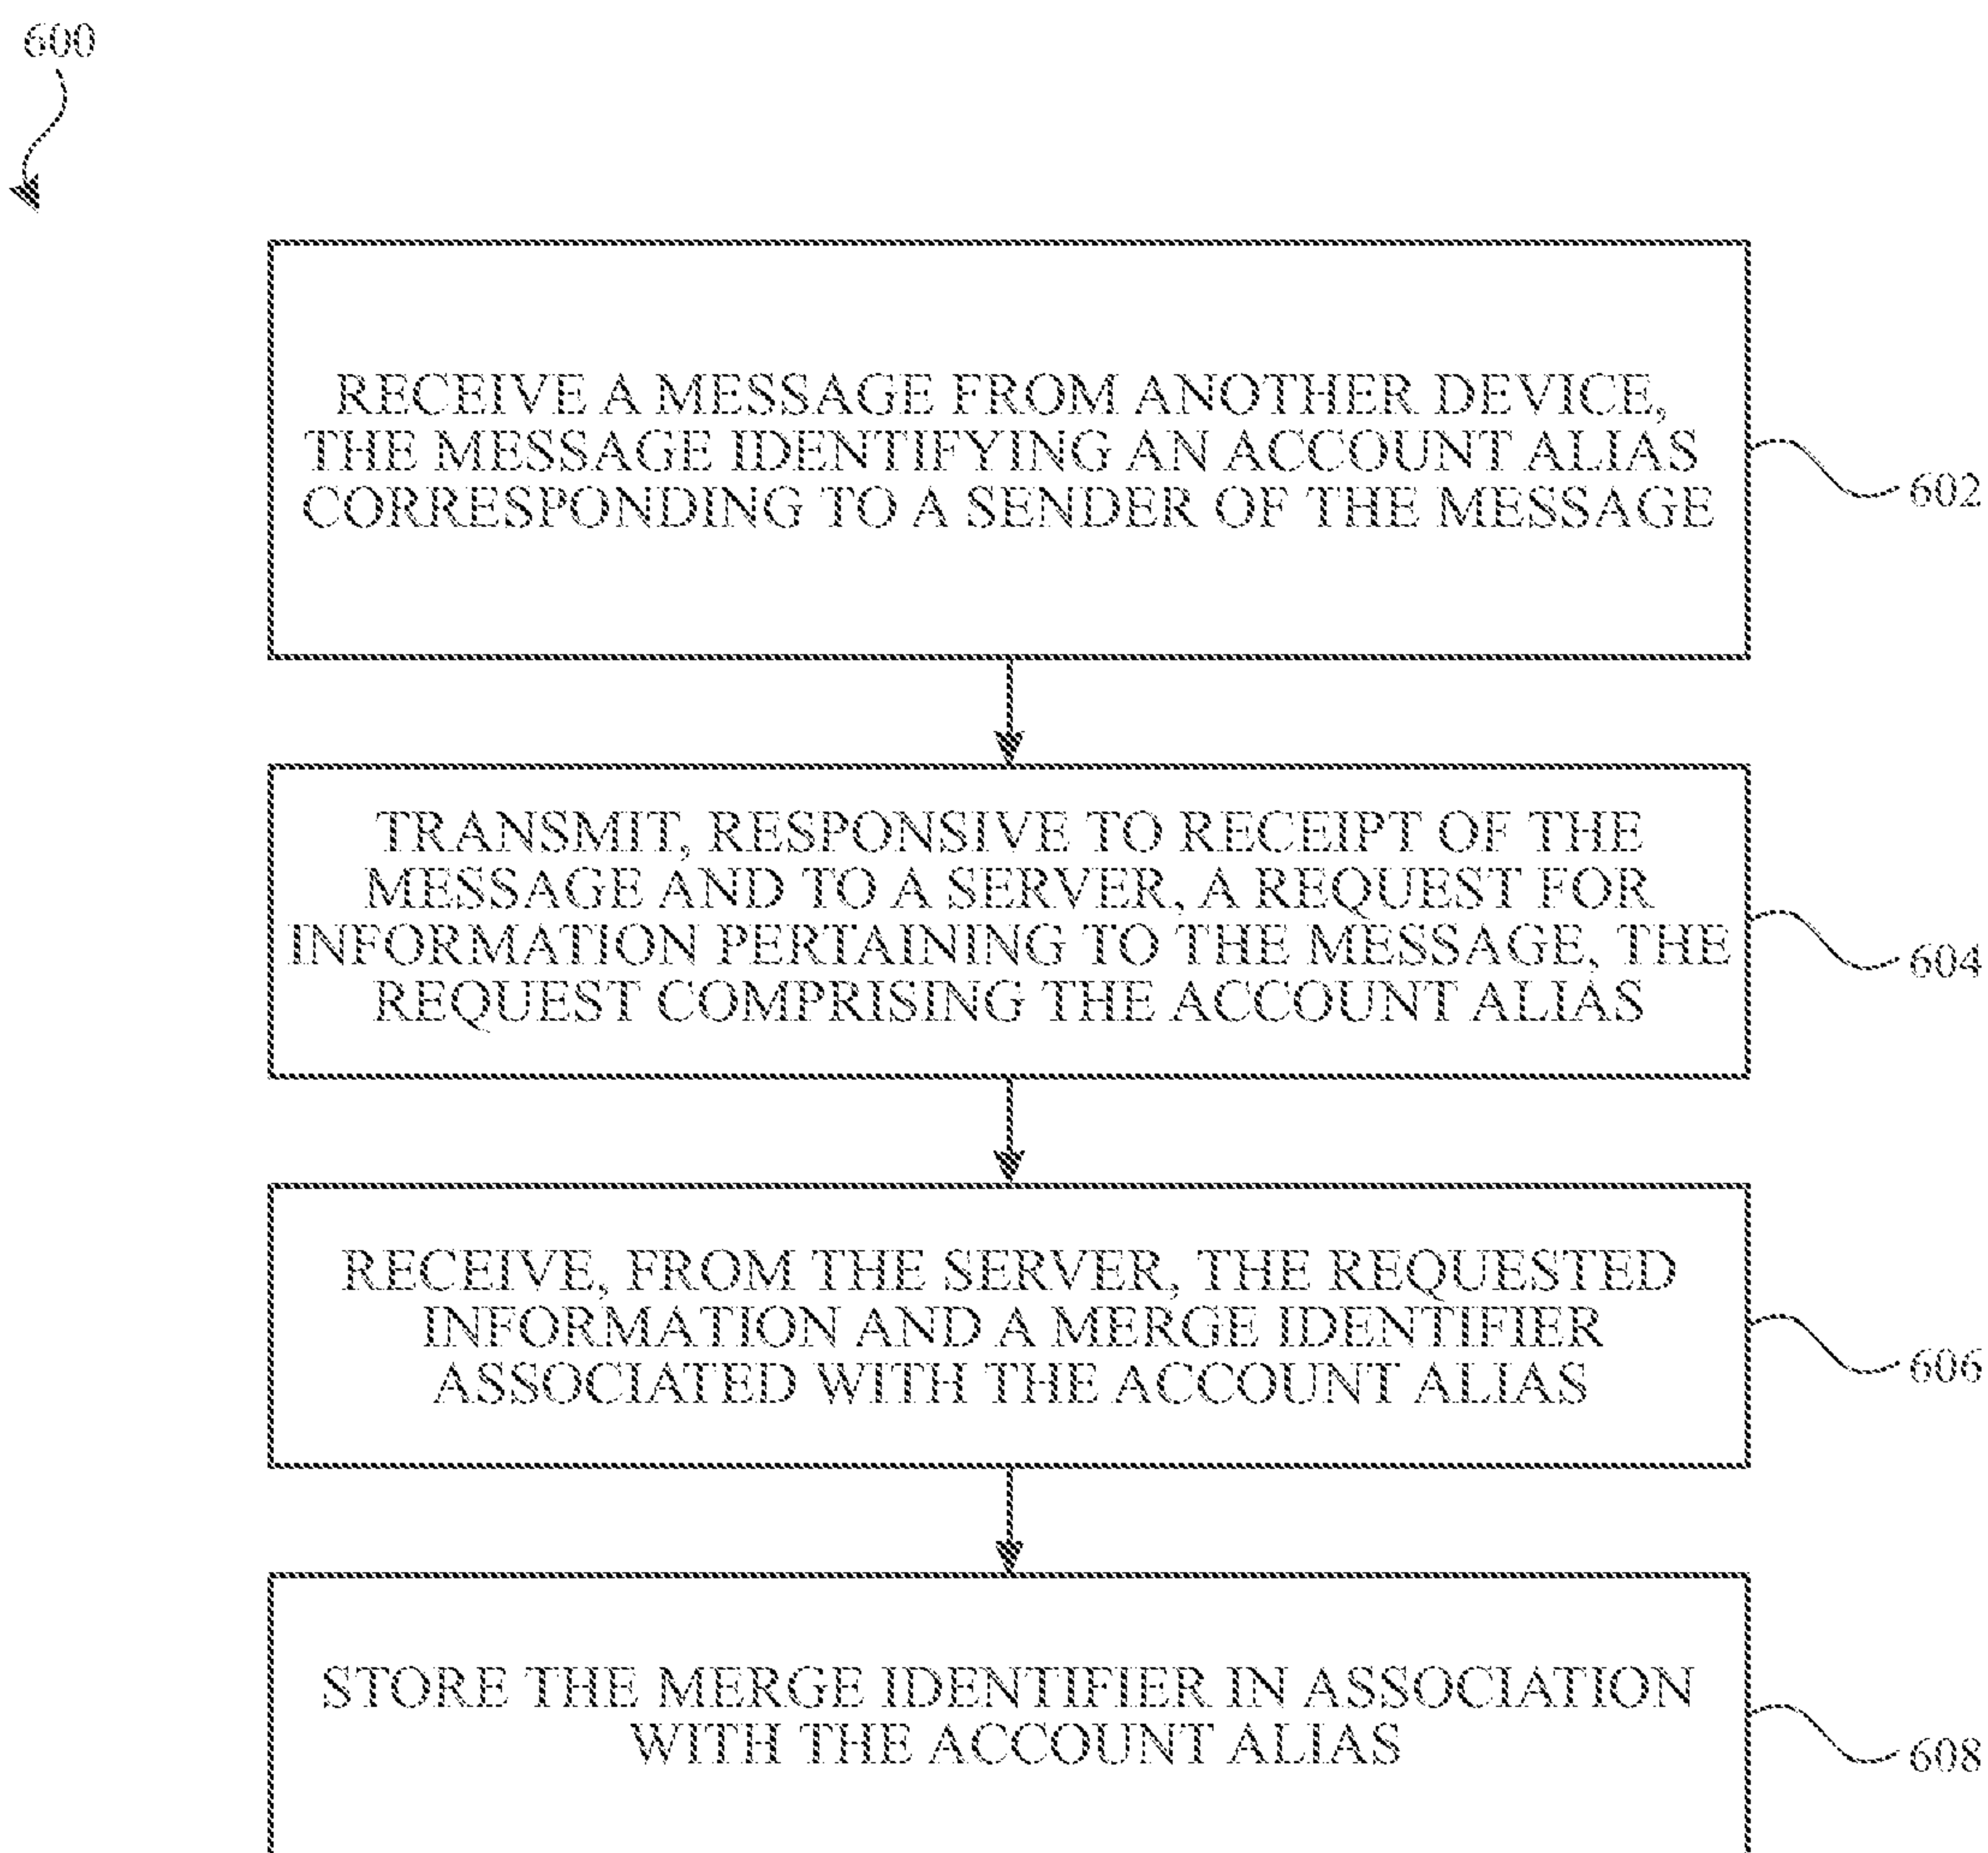 600
RECEIVE A MESSAGE FROM ANOTHER DEVICE,
THE MESSAGE IDENTIFYING AN ACCOUNT ALIAS
CORRESPONDING TO A SENDER OF THE MESSAGE
602
TRANSMIT, RESPONSIVE TO RECEIPT OF THE
MESSAGE AND TO A SERVER, A REQUEST FOR
INFORMATION PERTAINING TO THE MESSAGE, THE
REQUEST COMPRISING THE ACCOUNT ALIAS
604
RECEIVE, FROM THE SERVER, THE REQUESTED
INFORMATION AND A MERGE IDENTIFIER
ASSOCIATED WITH THE ACCOUNT ALIAS
606
STORE THE MERGE IDENTIFIER IN ASSOCIATION
WITH THE ACCOUNT ALIAS
608